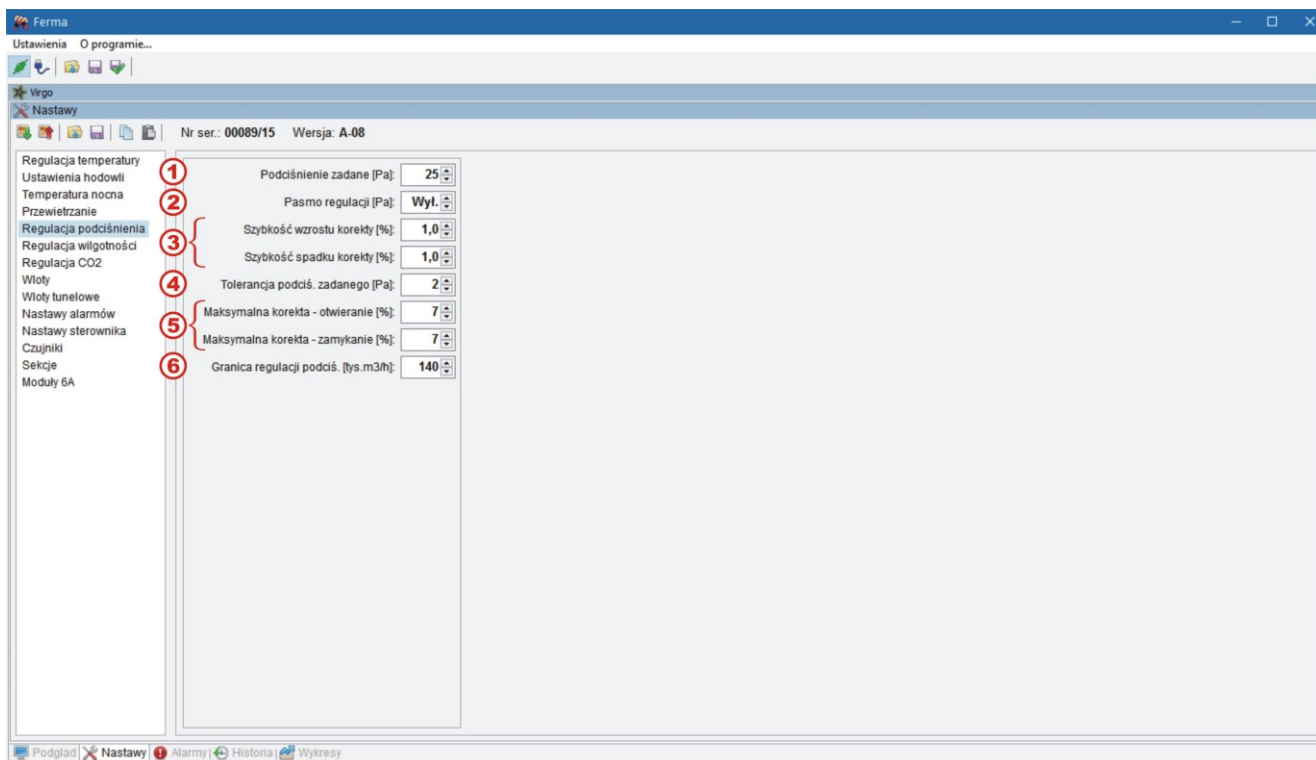 Ferma
Ustawienia O programie...
Virgo
Nastawy
Nr ser.: 00089/15 Wersja: A-08
Regulacja temperatury
Ustawienia hodowli
Temperatura nocna
Przewietrzanie
Regulacja podciśnienia
Regulacja wilgotności
Regulacja CO2
Wloty
Wloty tunelowe
Nastawy alarmów
Nastawy sterownika
Czujniki
Sekcje
Moduły 6A
1 Podciśnienie zadane [Pa]: 25
2 Pasmo regulacji [Pa]: Wył.
3 Szybkość wzrostu korekty [%]: 1,0
Szybkość spadku korekty [%]: 1,0
4 Tolerancja podciś. zadanego [Pa]: 2
5 Maksymalna korekta - otwieranie [%]: 7
Maksymalna korekta - zamykanie [%]: 7
6 Granica regulacji podciś. [tys.m3/h]: 140
Podgląd Nastawy Alarmy Historia Wykresy